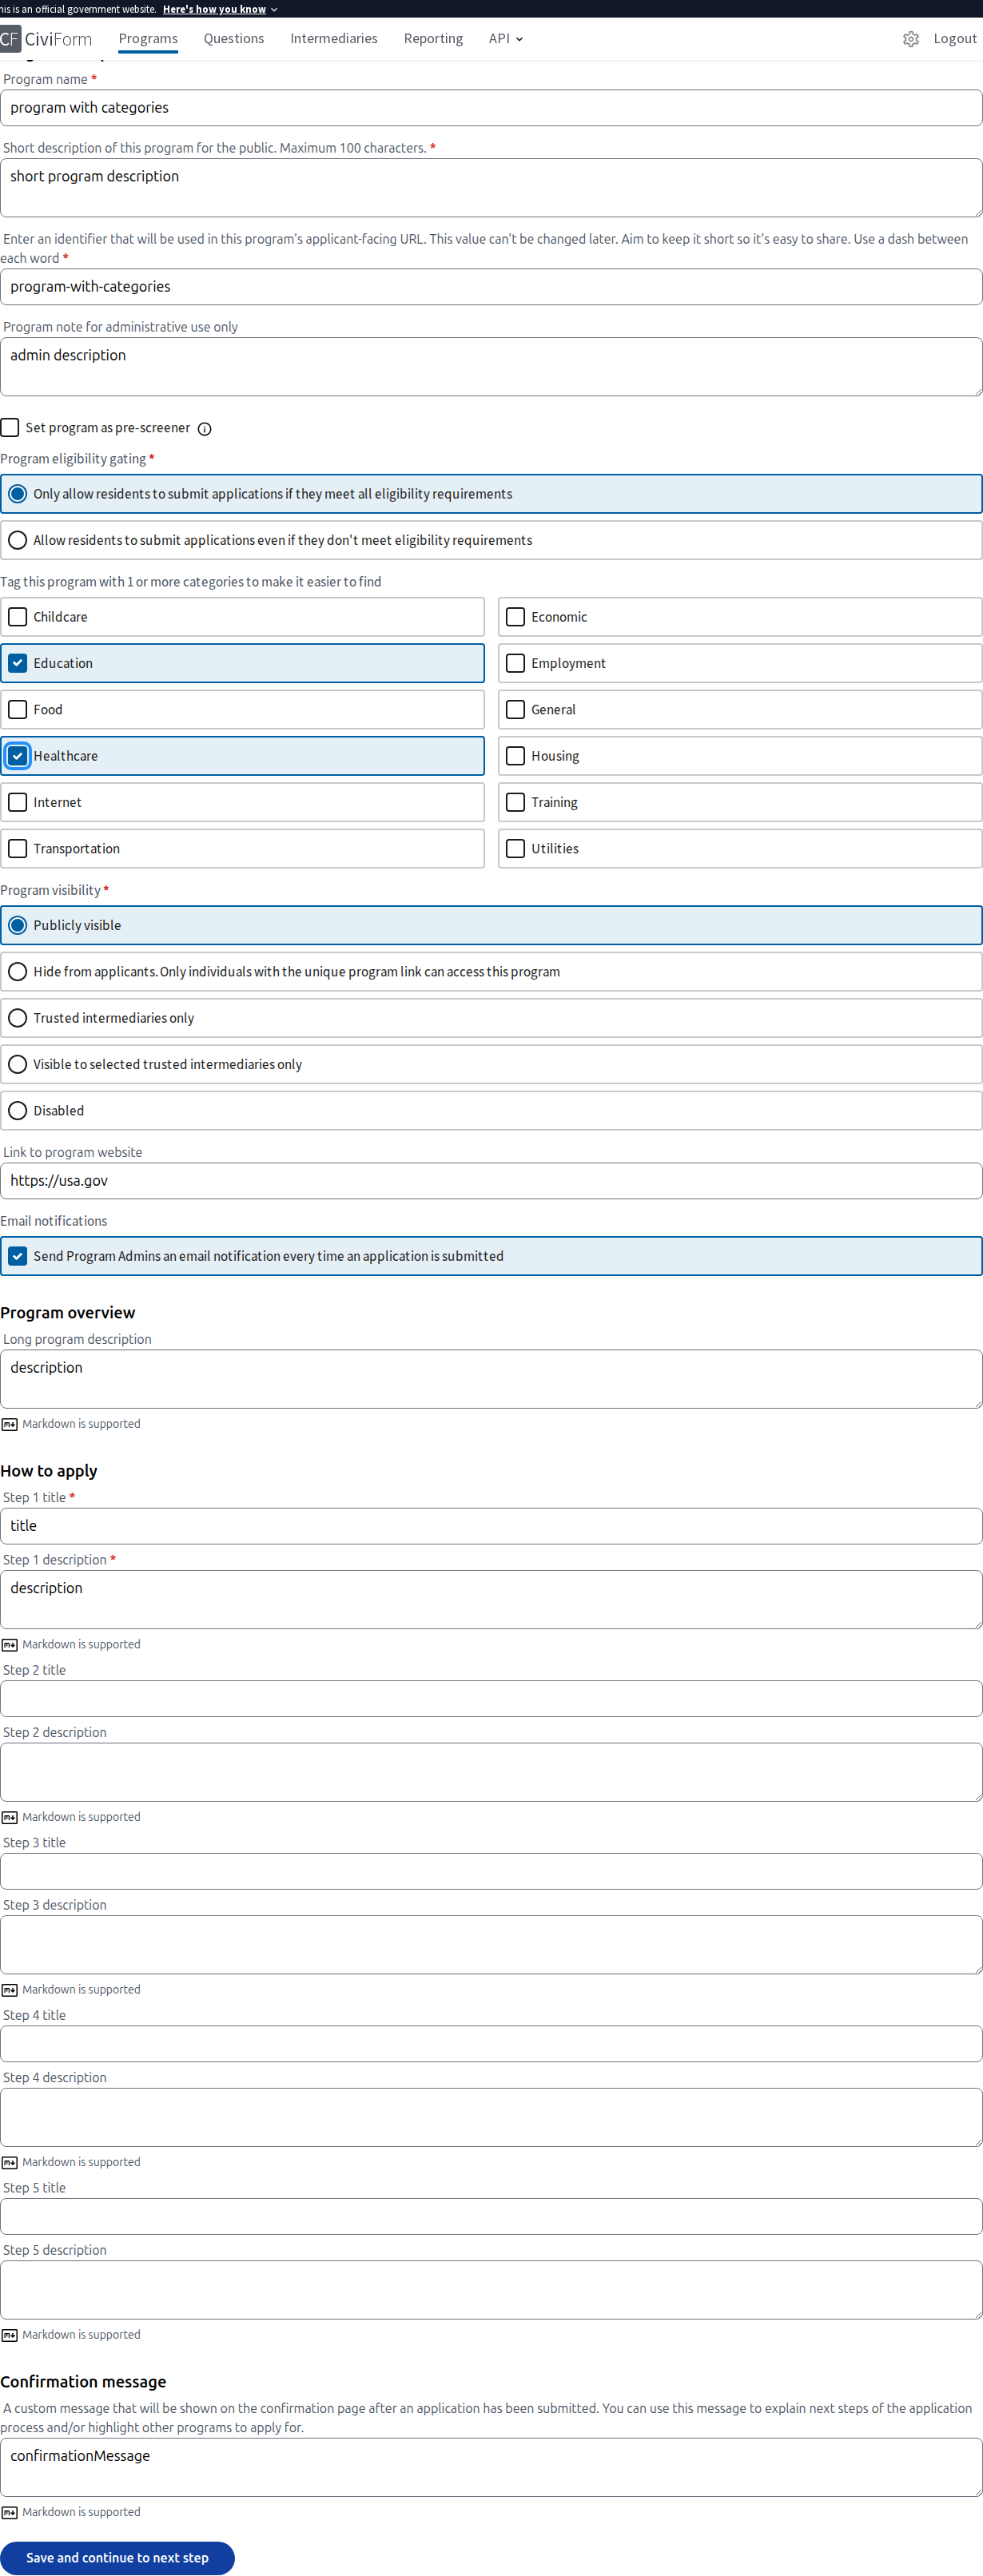 his is an official government website. Here's how you know
CF CiviForm Programs Questions Intermediaries Reporting API Logout
Program name *
program with categories
Short description of this program for the public. Maximum 100 characters. *
short program description
Enter an identifier that will be used in this program's applicant-facing URL. This value can't be changed later. Aim to keep it short so it's easy to share. Use a dash between
each word *
program-with-categories
Program note for administrative use only
admin description
Set program as pre-screener
Program eligibility gating *
Only allow residents to submit applications if they meet all eligibility requirements
Allow residents to submit applications even if they don't meet eligibility requirements
Tag this program with 1 or more categories to make it easier to find
Childcare
Economic
Education
Employment
Food
General
Healthcare
Housing
Internet
Training
Transportation
Utilities
Program visibility *
Publicly visible
Hide from applicants. Only individuals with the unique program link can access this program
Trusted intermediaries only
Visible to selected trusted intermediaries only
Disabled
Link to program website
https://usa.gov
Email notifications
Send Program Admins an email notification every time an application is submitted
Program overview
Long program description
description
Markdown is supported
How to apply
Step 1 title *
title
Step 1 description *
description
Markdown is supported
Step 2 title
Step 2 description
Markdown is supported
Step 3 title
Step 3 description
Markdown is supported
Step 4 title
Step 4 description
Markdown is supported
Step 5 title
Step 5 description
Markdown is supported
Confirmation message
A custom message that will be shown on the confirmation page after an application has been submitted. You can use this message to explain next steps of the application
process and/or highlight other programs to apply for.
confirmationMessage
Markdown is supported
Save and continue to next step